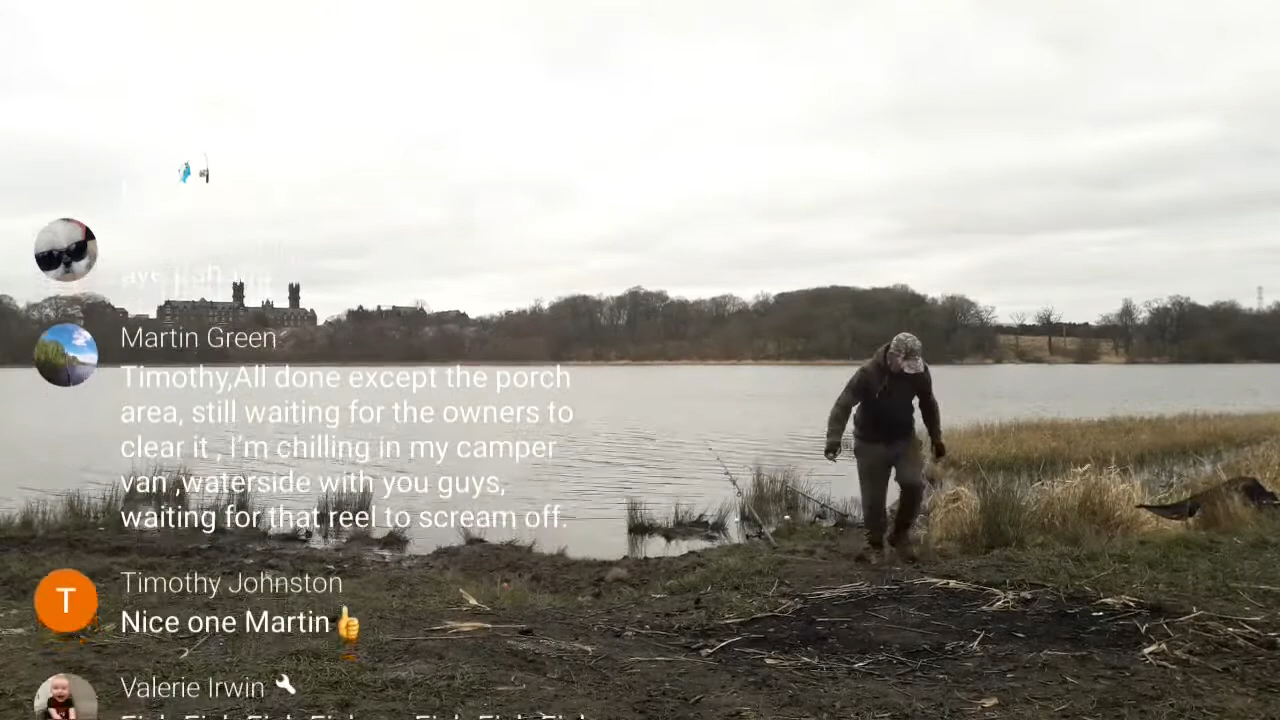 Martin Green
Timothy,All done except the porch
area, still waiting for the owners to
clear it , I'm chilling in my camper
van ,waterside with you guys,
waiting for that reel to scream off.
T
Timothy Johnston
Nice one Martin👍
Valerie Irwin